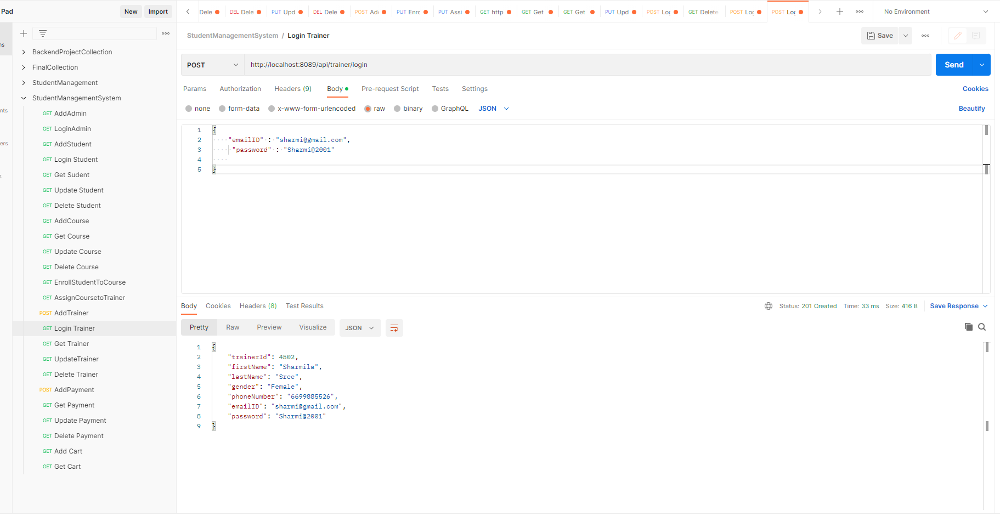 Pad
New
Import
Dele
DEL Dele
PUT Upd
DEL Dele
POST Ad
PUT Enrc
PUT Assi
GET http
GET Get
GET Get
PUT Upd
POST Log
GET Delete
POST Log
POST Log
No Environment
ns
nts
ers
s
BackendProjectCollection
FinalCollection
StudentManagement
StudentManagementSystem
GET AddAdmin
GET LoginAdmin
GET AddStudent
GET Login Student
GET Get Sudent
GET Update Student
GET Delete Student
GET AddCourse
GET Get Course
GET Update Course
GET Delete Course
GET EnrollStudentToCourse
GET AssignCoursetoTrainer
POST AddTrainer
GET Login Trainer
GET Get Trainer
GET UpdateTrainer
GET Delete Trainer
POST AddPayment
GET Get Payment
GET Update Payment
GET Delete Payment
GET Add Cart
GET Get Cart
StudentManagementSystem / Login Trainer
Save
POST
http://localhost:8089/api/trainer/login
Send
Params Authorization Headers (9) Body Pre-request Script Tests Settings
Cookies
none form-data x-www-form-urlencoded raw binary GraphQL JSON
Beautify
1 {
2 "emailID" : "sharmi@gmail.com",
3 "password" : "Sharmi@2001"
4
5 }
Body Cookies Headers (8) Test Results
Status: 201 Created Time: 33 ms Size: 416 B
Save Response
Pretty Raw Preview Visualize JSON
1 {
2 "trainerId": 4502,
3 "firstName": "Sharmila",
4 "lastName": "Sree",
5 "gender": "Female",
6 "phoneNumber": "6699885526",
7 "emailID": "sharmi@gmail.com",
8 "password": "Sharmi@2001"
9 }